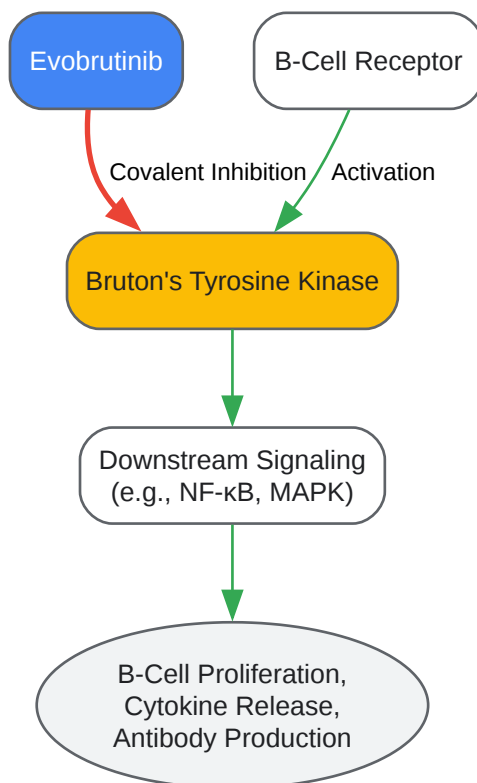 Evobrutinib
B-Cell Receptor
Covalent Inhibition
Activation
Bruton's Tyrosine Kinase
Downstream Signaling
(e.g., NF-κB, MAPK)
B-Cell Proliferation,
Cytokine Release,
Antibody Production